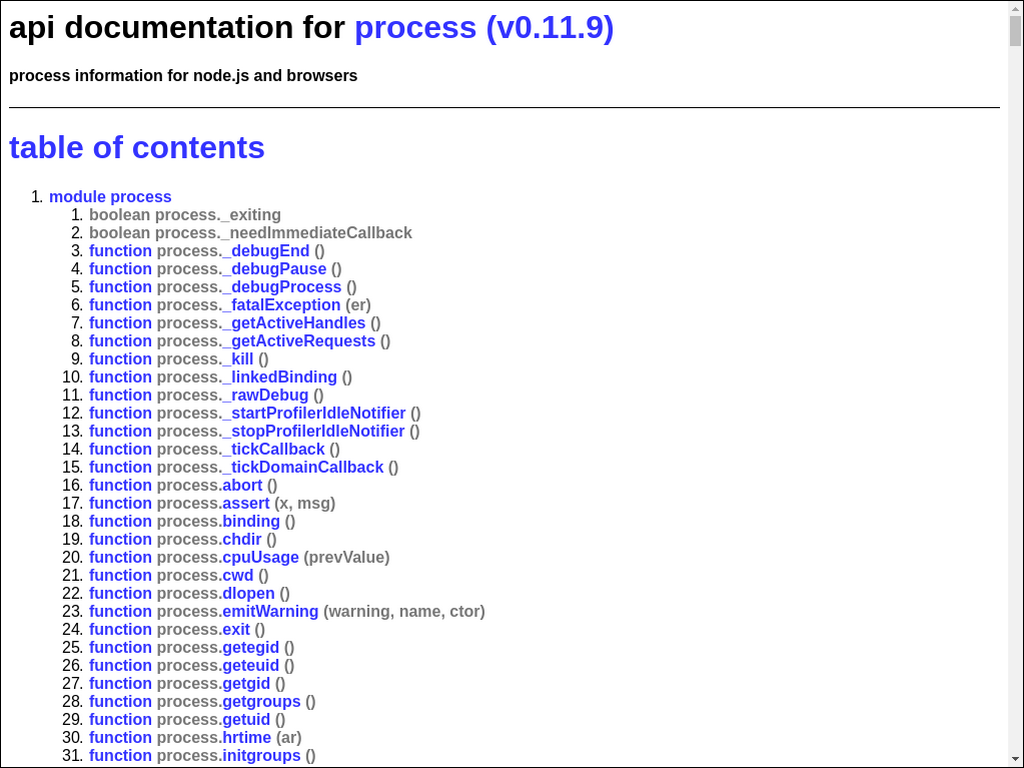 api documentation for process (v0.11.9)
process information for node.js and browsers
table of contents
1. module process
1. boolean process._exiting
2. boolean process._needImmediateCallback
3. function process._debugEnd ()
4. function process._debugPause ()
5. function process._debugProcess ()
6. function process._fatalException (er)
7. function process._getActiveHandles ()
8. function process._getActiveRequests ()
9. function process._kill ()
10. function process._linkedBinding ()
11. function process._rawDebug ()
12. function process._startProfilerIdleNotifier ()
13. function process._stopProfilerIdleNotifier ()
14. function process._tickCallback ()
15. function process._tickDomainCallback ()
16. function process.abort ()
17. function process.assert (x, msg)
18. function process.binding ()
19. function process.chdir ()
20. function process.cpuUsage (prevValue)
21. function process.cwd ()
22. function process.dlopen ()
23. function process.emitWarning (warning, name, ctor)
24. function process.exit ()
25. function process.getegid ()
26. function process.geteuid ()
27. function process.getgid ()
28. function process.getgroups ()
29. function process.getuid ()
30. function process.hrtime (ar)
31. function process.initgroups ()